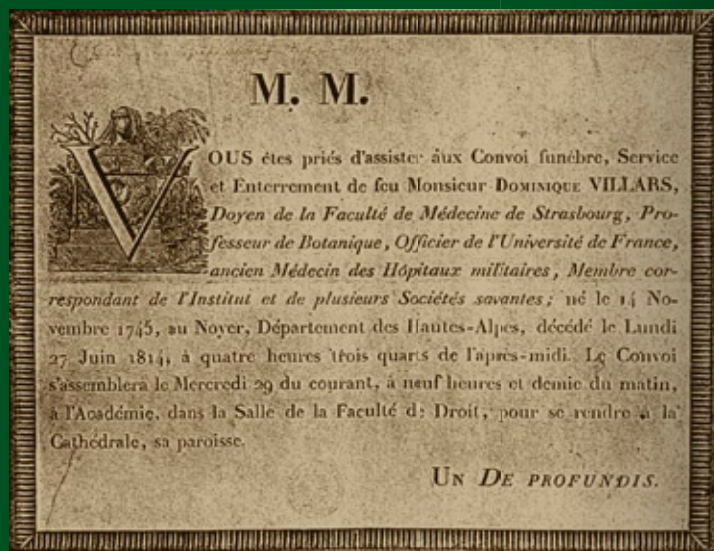 M. M.
VOUS êtes priés d'assister aux Convoi funèbre, Service
et Enterrement de feu Monsieur DOMINIQUE VILLARS,
Doyen de la Faculté de Médecine de Strasbourg, Pro-
fesseur de Botanique, Officier de l'Université de France,
ancien Médecin des Hôpitaux militaires, Membre cor-
respondant de l'Institut et de plusieurs Sociétés savantes; né le 14 No-
vembre 1745, au Noyer, Département des Hautes-Alpes, décédé le Lundi
27 Juin 1814, à quatre heures trois quarts de l'après-midi. Le Convoi
s'assemblera le Mercredi 29 du courant, à neuf heures et demie du matin,
à l'Académie, dans la Salle de la Faculté de Droit, pour se rendre à la
Cathédrale, sa paroisse.
UN DE PROFUNDIS.